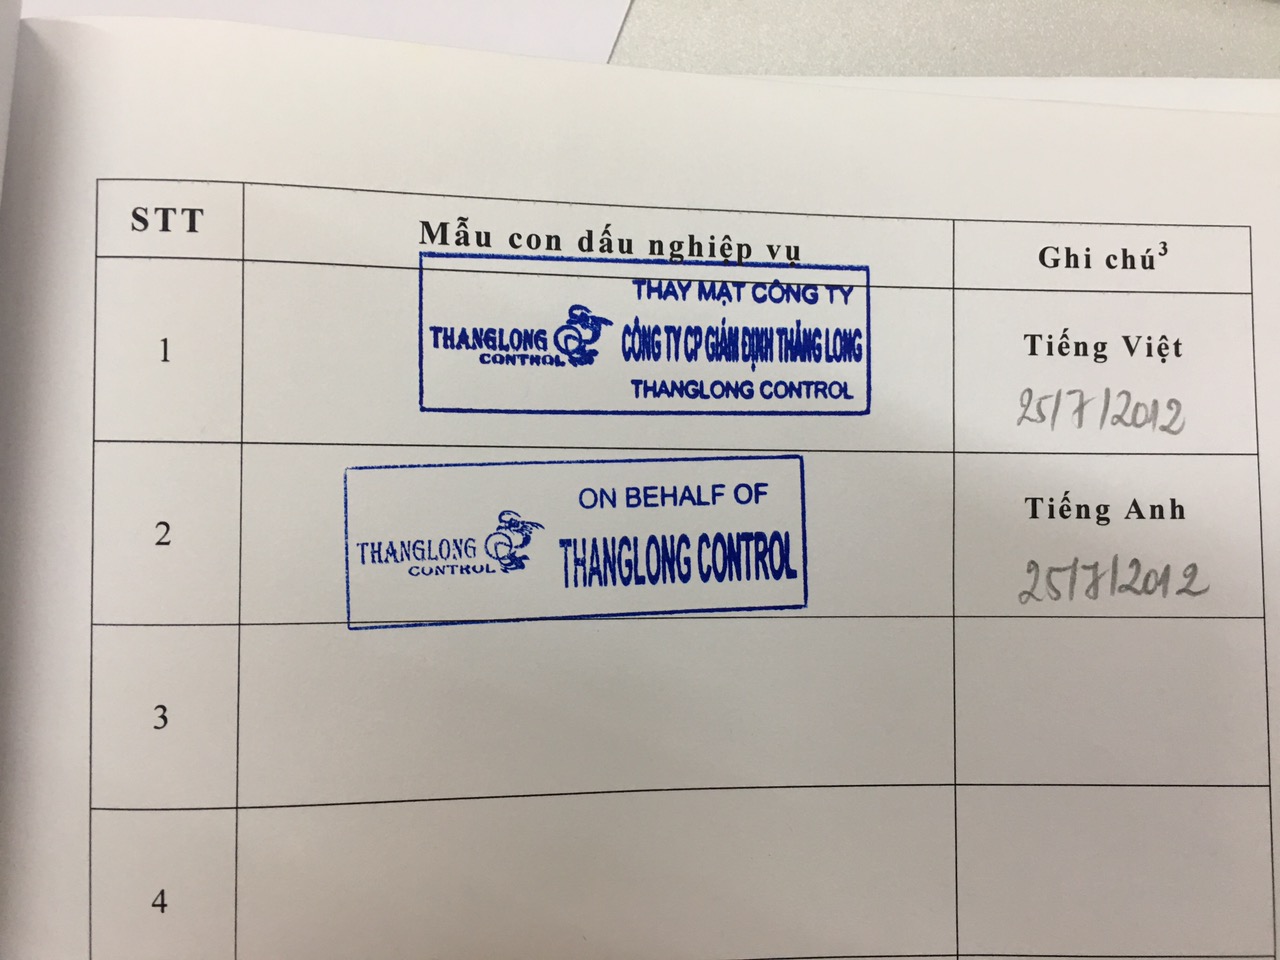 STT
Mẫu con dấu nghiệp vụ
Ghi chú3
1
THAY MẶT CÔNG TY
THANGLONG
CONTROL
CÔNG TY CP GIÁM ĐỊNH THĂNG LONG
THANGLONG CONTROL
Tiếng Việt
25/7/2012
2
ON BEHALF OF
THANGLONG
CONTROL
THANGLONG CONTROL
Tiếng Anh
25/7/2012
3
4